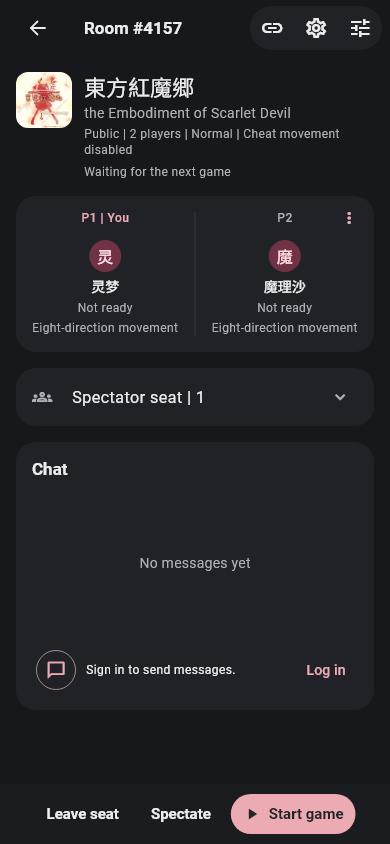 Room #4157
東方紅魔郷
the Embodiment of Scarlet Devil
Public | 2 players | Normal | Cheat movement
disabled
Waiting for the next game
P1 | You
灵
灵梦
Not ready
Eight-direction movement
P2
魔
魔理沙
Not ready
Eight-direction movement
Spectator seat | 1
Chat
No messages yet
Sign in to send messages.
Log in
Leave seat
Spectate
Start game